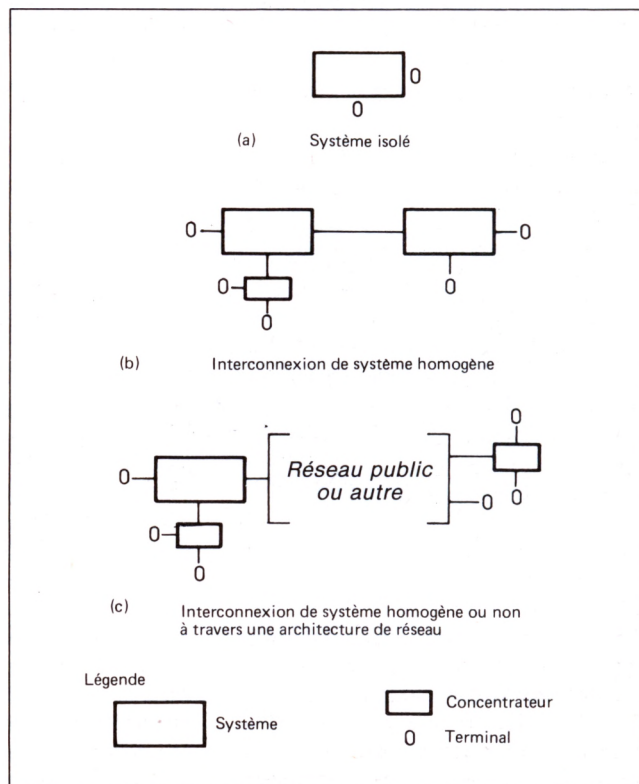 0
0
(a) Système isolé
0 0
0 0
0
(b) Interconnexion de système homogène
0
0 Réseau public
ou autre
0 0 0
0
(c) Interconnexion de système homogène ou non
à travers une architecture de réseau
Légende
Système
Concentrateur
0 Terminal